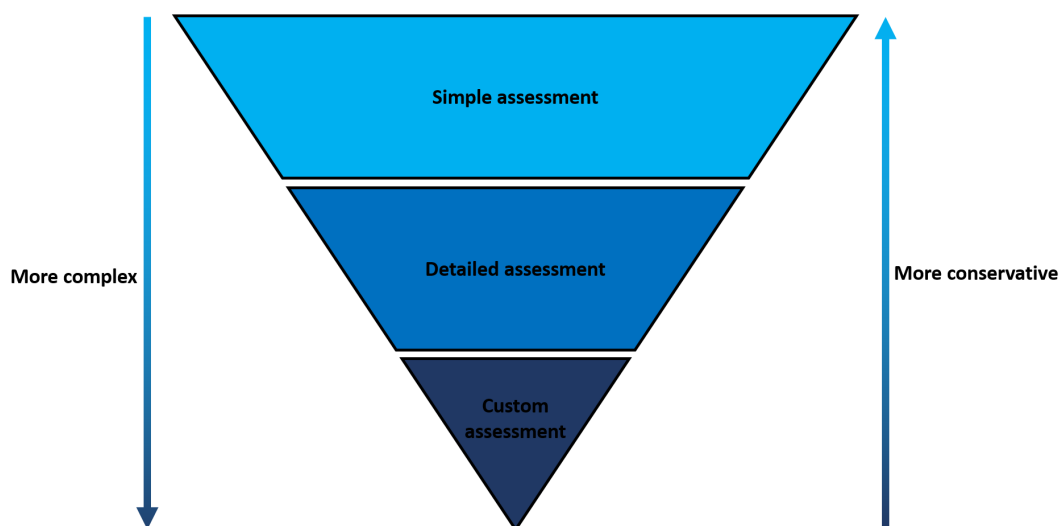 Simple assessment
Detailed assessment
More complex
More conservative
Custom
assessment